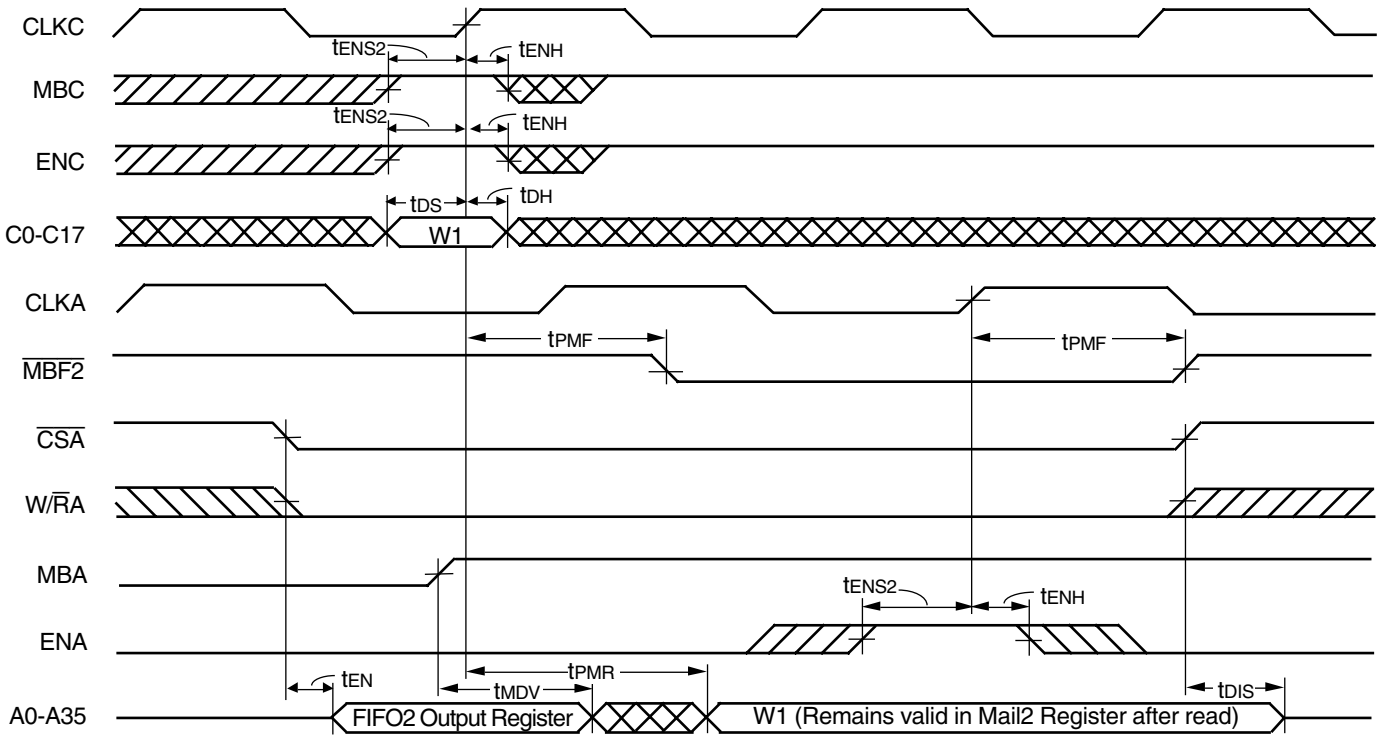 CLKC
tENS2
tENH
MBC
tENS2
tENH
ENC
tDS
tDH
C0-C17
W1
CLKA
tPMF
tPMF
MBF2
CSA
W/RA
MBA
tENS2
tENH
ENA
tPMR
tEN
tMDV
tDIS
A0-A35
FIFO2 Output Register
W1 (Remains valid in Mail2 Register after read)